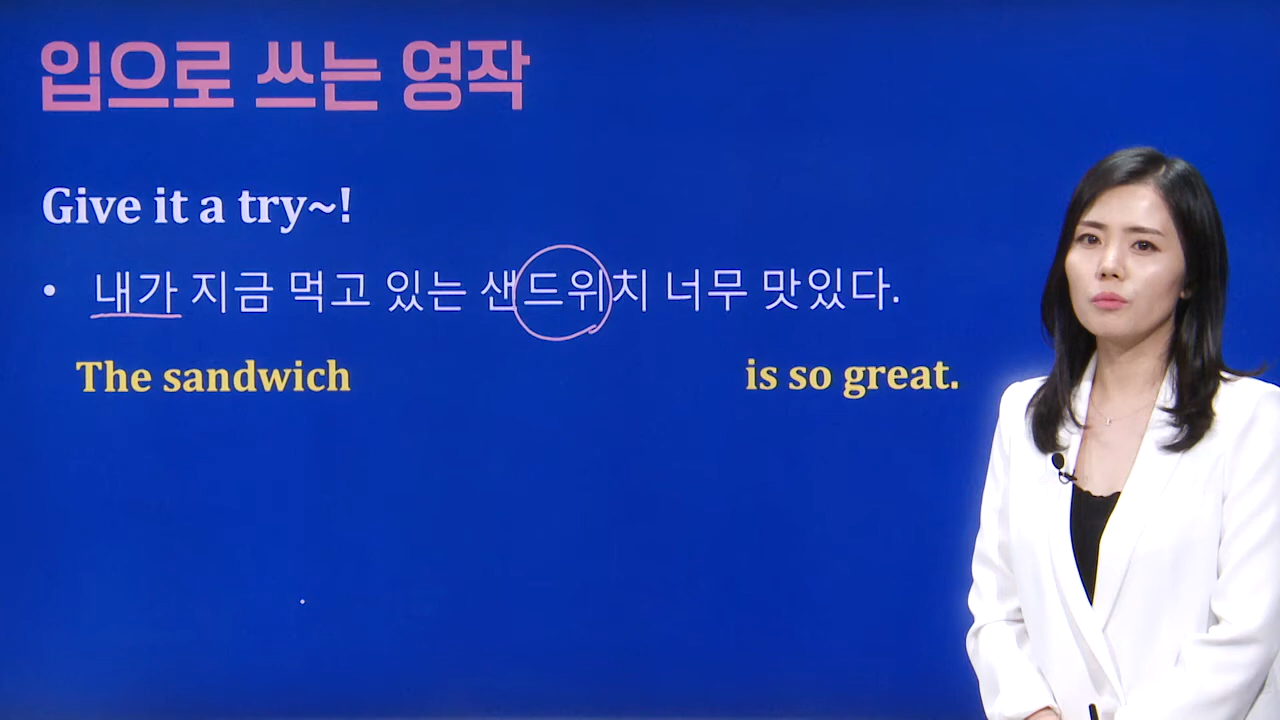 입으로 쓰는 영작
Give it a try~!
• 내가 지금 먹고 있는 샌드위치 너무 맛있다.
The sandwich is so great.